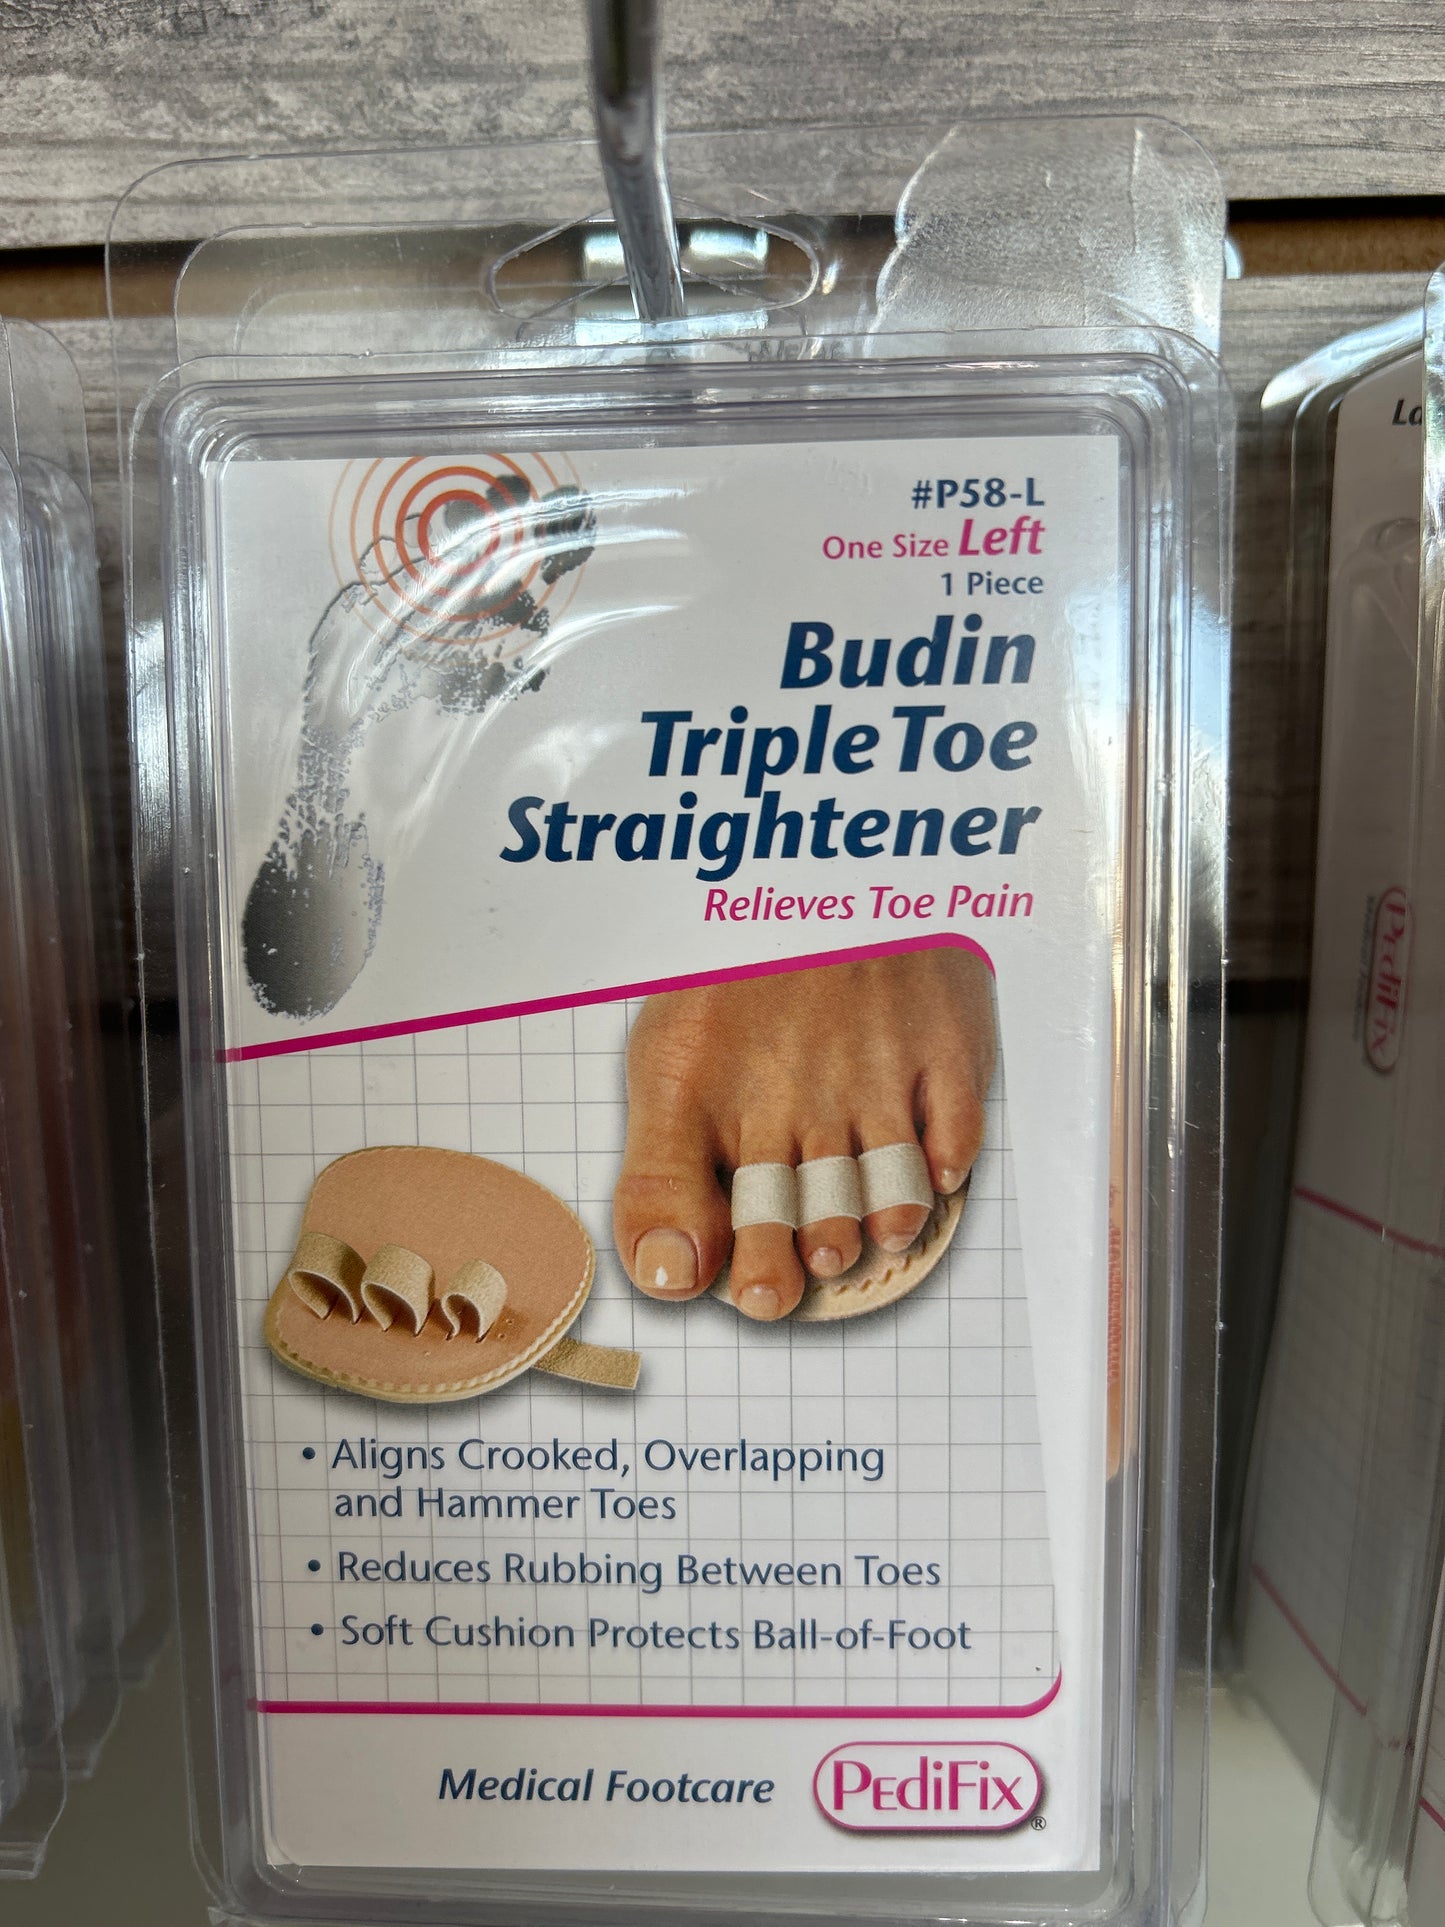 #P58-L
One Size Left
1 Piece
Budin
Triple Toe
Straightener
Relieves Toe Pain
• Aligns Crooked, Overlapping
and Hammer Toes
• Reduces Rubbing Between Toes
• Soft Cushion Protects Ball-of-Foot
Medical Footcare PediFix®
PediFix